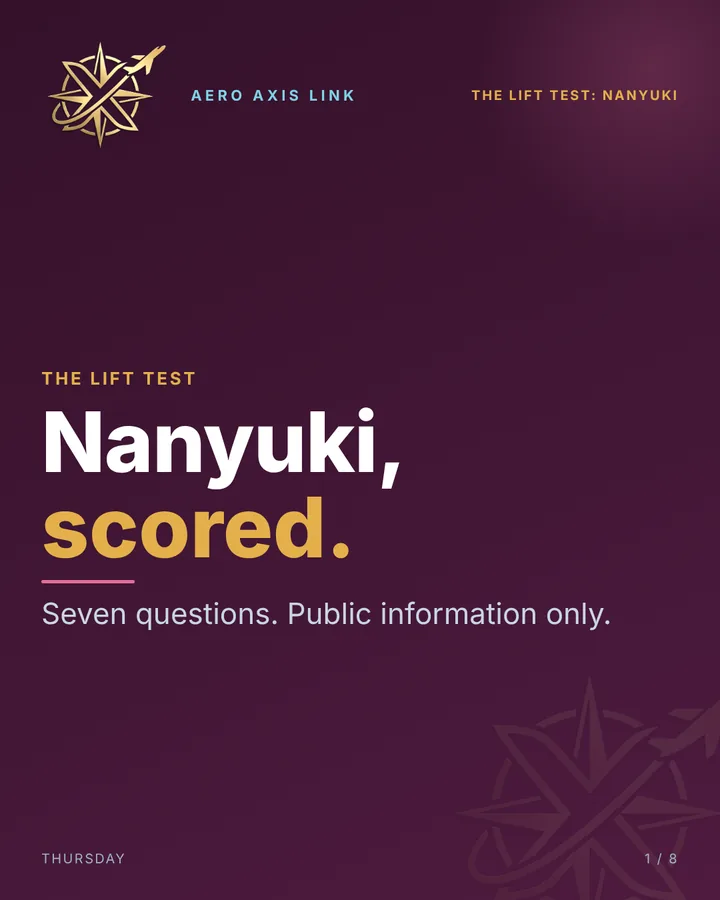 AERO AXIS LINK
THE LIFT TEST: NANYUKI
THE LIFT TEST
Nanyuki,
scored.
Seven questions. Public information only.
THURSDAY
1 / 8